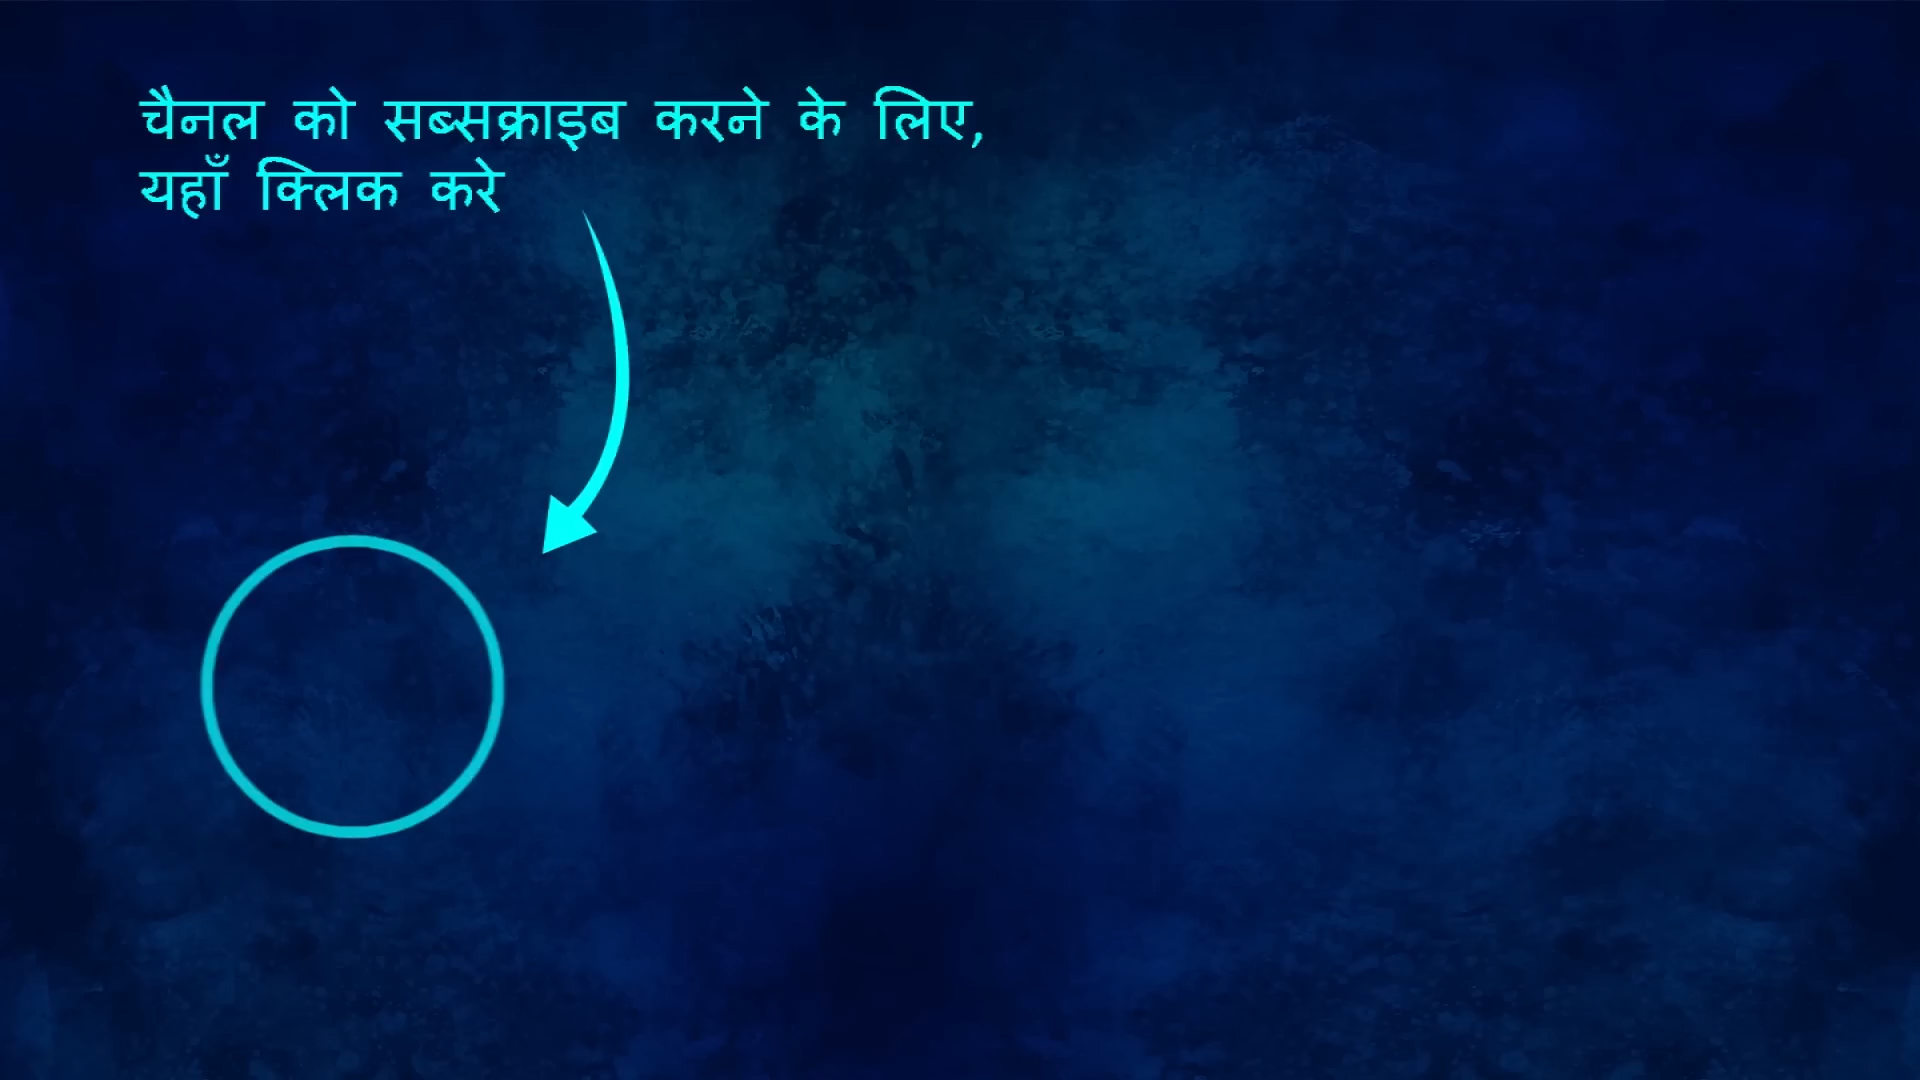 चैनल को सब्सक्राइब करने के लिए,
यहाँ क्लिक करे